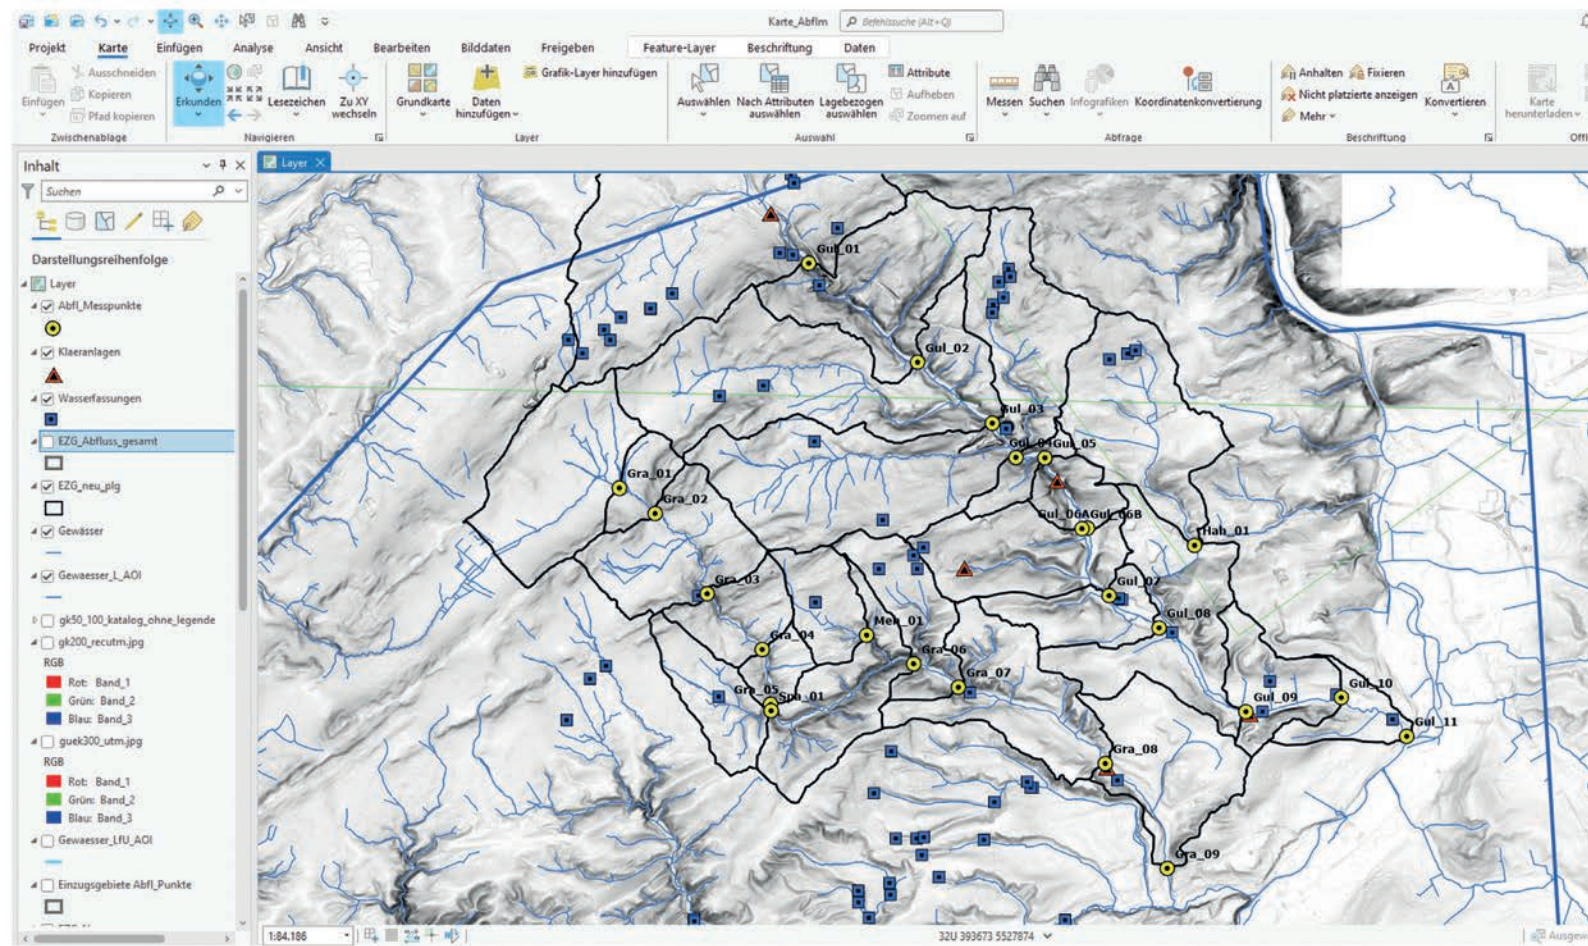 Karte_Abflm
Befehlssuche (Alt+Q)
Projekt Karte Einfügen Analyse Ansicht Bearbeiten Bilddaten Freigeben Feature-Layer Beschriftung Daten
Einfügen
Ausschneiden
Kopieren
Pfad kopieren
Zwischenablage
Erkunden
Lesezeichen
Zu XY
wechseln
Navigieren
Grundkarte
Daten
hinzufügen
Grafik-Layer hinzufügen
Layer
Auswählen
Nach Attributen
auswählen
Lagebezogen
auswählen
Attribute
Aufheben
Zoomen auf
Auswahl
Messen
Suchen
Infografiken
Koordinatenkonvertierung
Abfrage
Anhalten
Fixieren
Nicht platzierte anzeigen
Mehr
Konvertieren
Beschriftung
Karte
herunterladen
Offl
Inhalt
Suchen
Darstellungsreihenfolge
Layer
Abfl_Messpunkte
Klaeranlagen
Wasserfassungen
EZG_Abfluss_gesamt
EZG_neu_plg
Gewässer
Gewaesser_L_AOI
gk50_100_katalog_ohne_legende
gk200_recutm.jpg
RGB
Rot: Band_1
Grün: Band_2
Blau: Band_3
guek300_utm.jpg
RGB
Rot: Band_1
Grün: Band_2
Blau: Band_3
Gewaesser_LfU_AOI
Einzugsgebiete Abfl_Punkte
Layer
Gul_01
Gul_02
Gul_03
Gul_04
Gul_05
Gra_01
Gra_02
Gul_06A
Gul_06B
Hab_01
Gra_03
Gul_07
Gul_08
Men_01
Gra_04
Gra_06
Gra_07
Gra_05
Spa_01
Gul_09
Gul_10
Gul_11
Gra_08
Gra_09
1:84.186
32U 393673 5527874
Ausgew